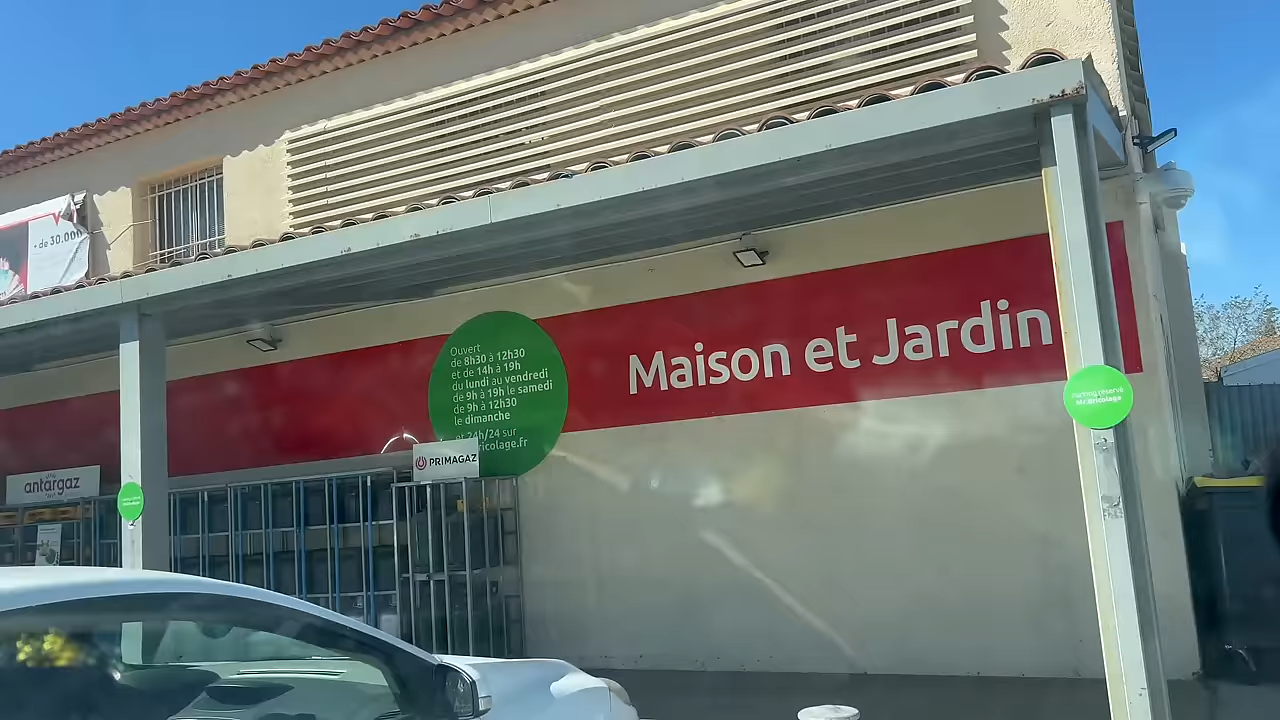 • de 30.000
Maison et Jardin
Ouvert
de 8h30 à 12h30
et de 14h à 19h
du lundi au vendredi
de 9h à 19h le samedi
de 9h à 12h30
le dimanche
et 24h/24 sur
ricolage.fr
PRIMAGAZ
antargaz
Parking réservé
Mr.Bricolage